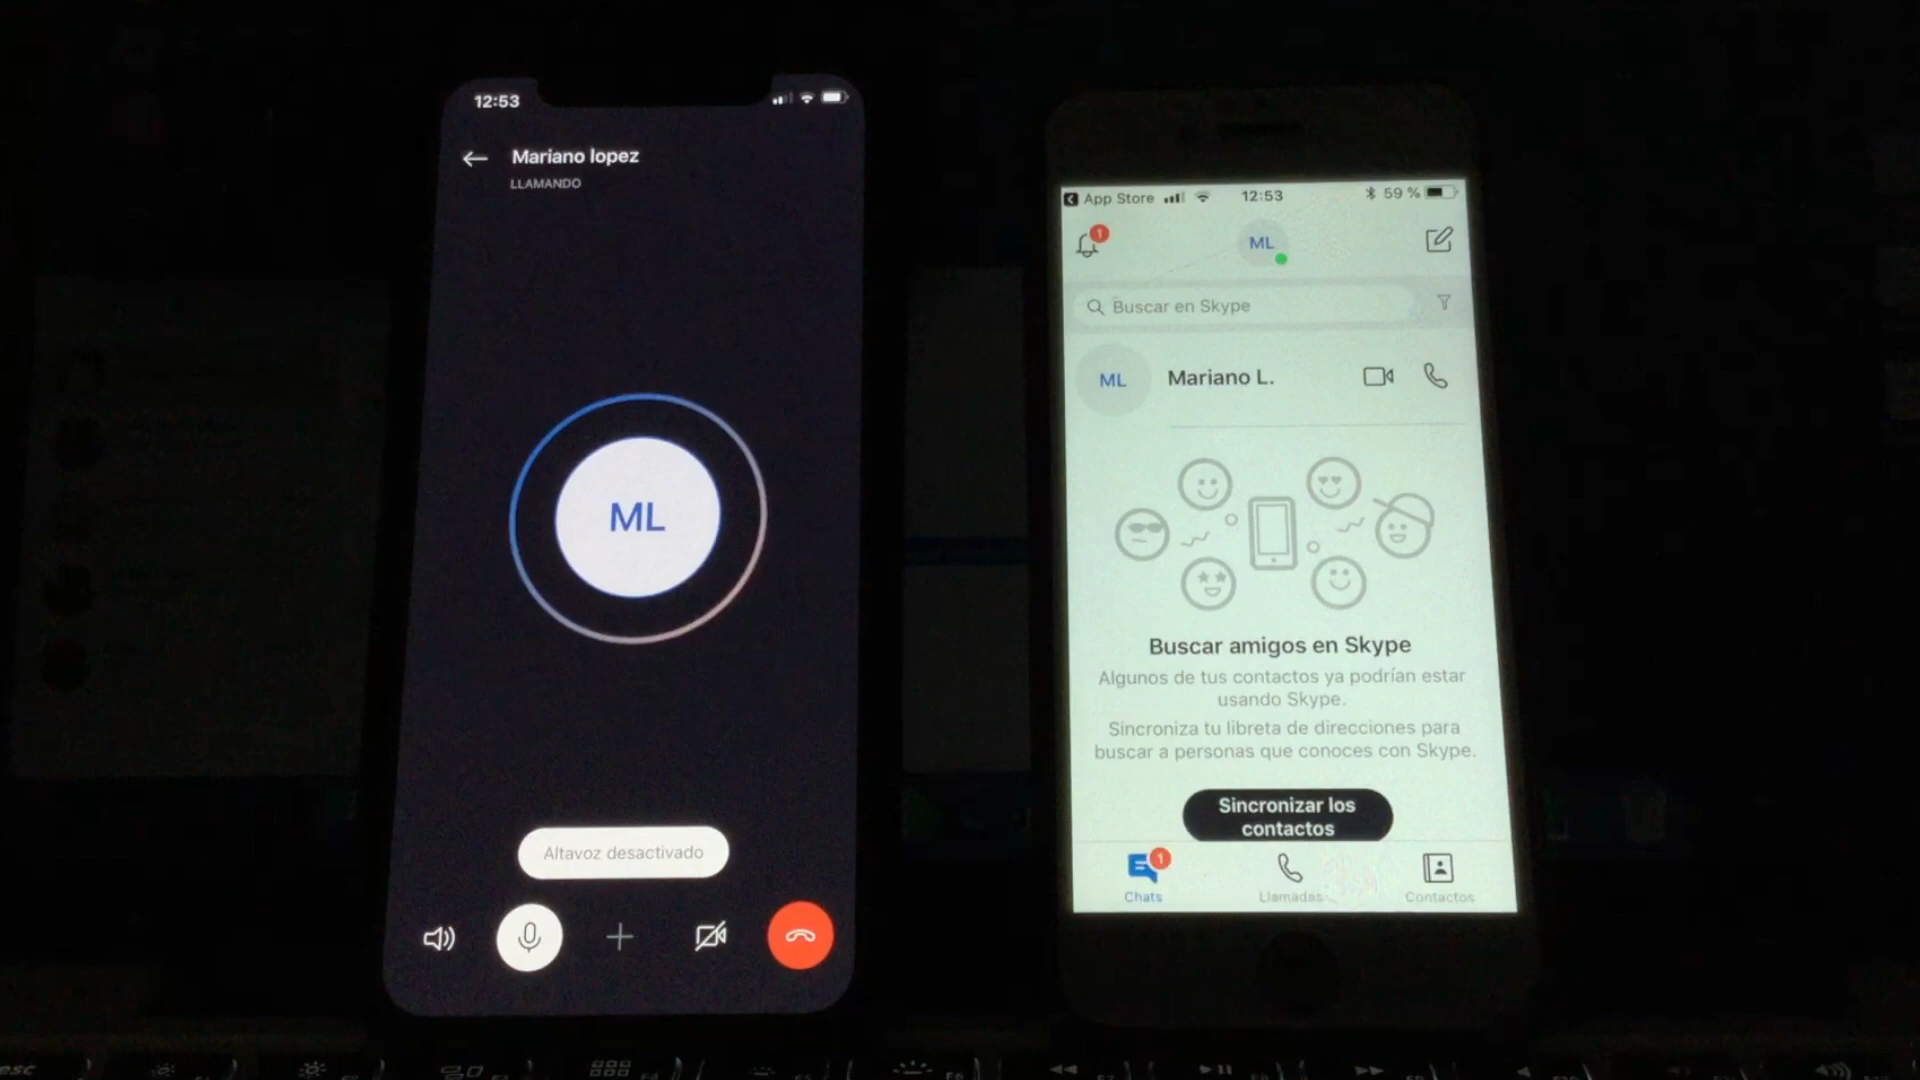 12:53
Mariano lopez
LLAMANDO
ML
Altavoz desactivado
App Store
12:53
59 %
1
ML
Buscar en Skype
ML
Mariano L.
Buscar amigos en Skype
Algunos de tus contactos ya podrían estar
usando Skype.
Sincroniza tu libreta de direcciones para
buscar a personas que conoces con Skype.
Sincronizar los
contactos
1
Chats
Llamadas
Contactos
esc